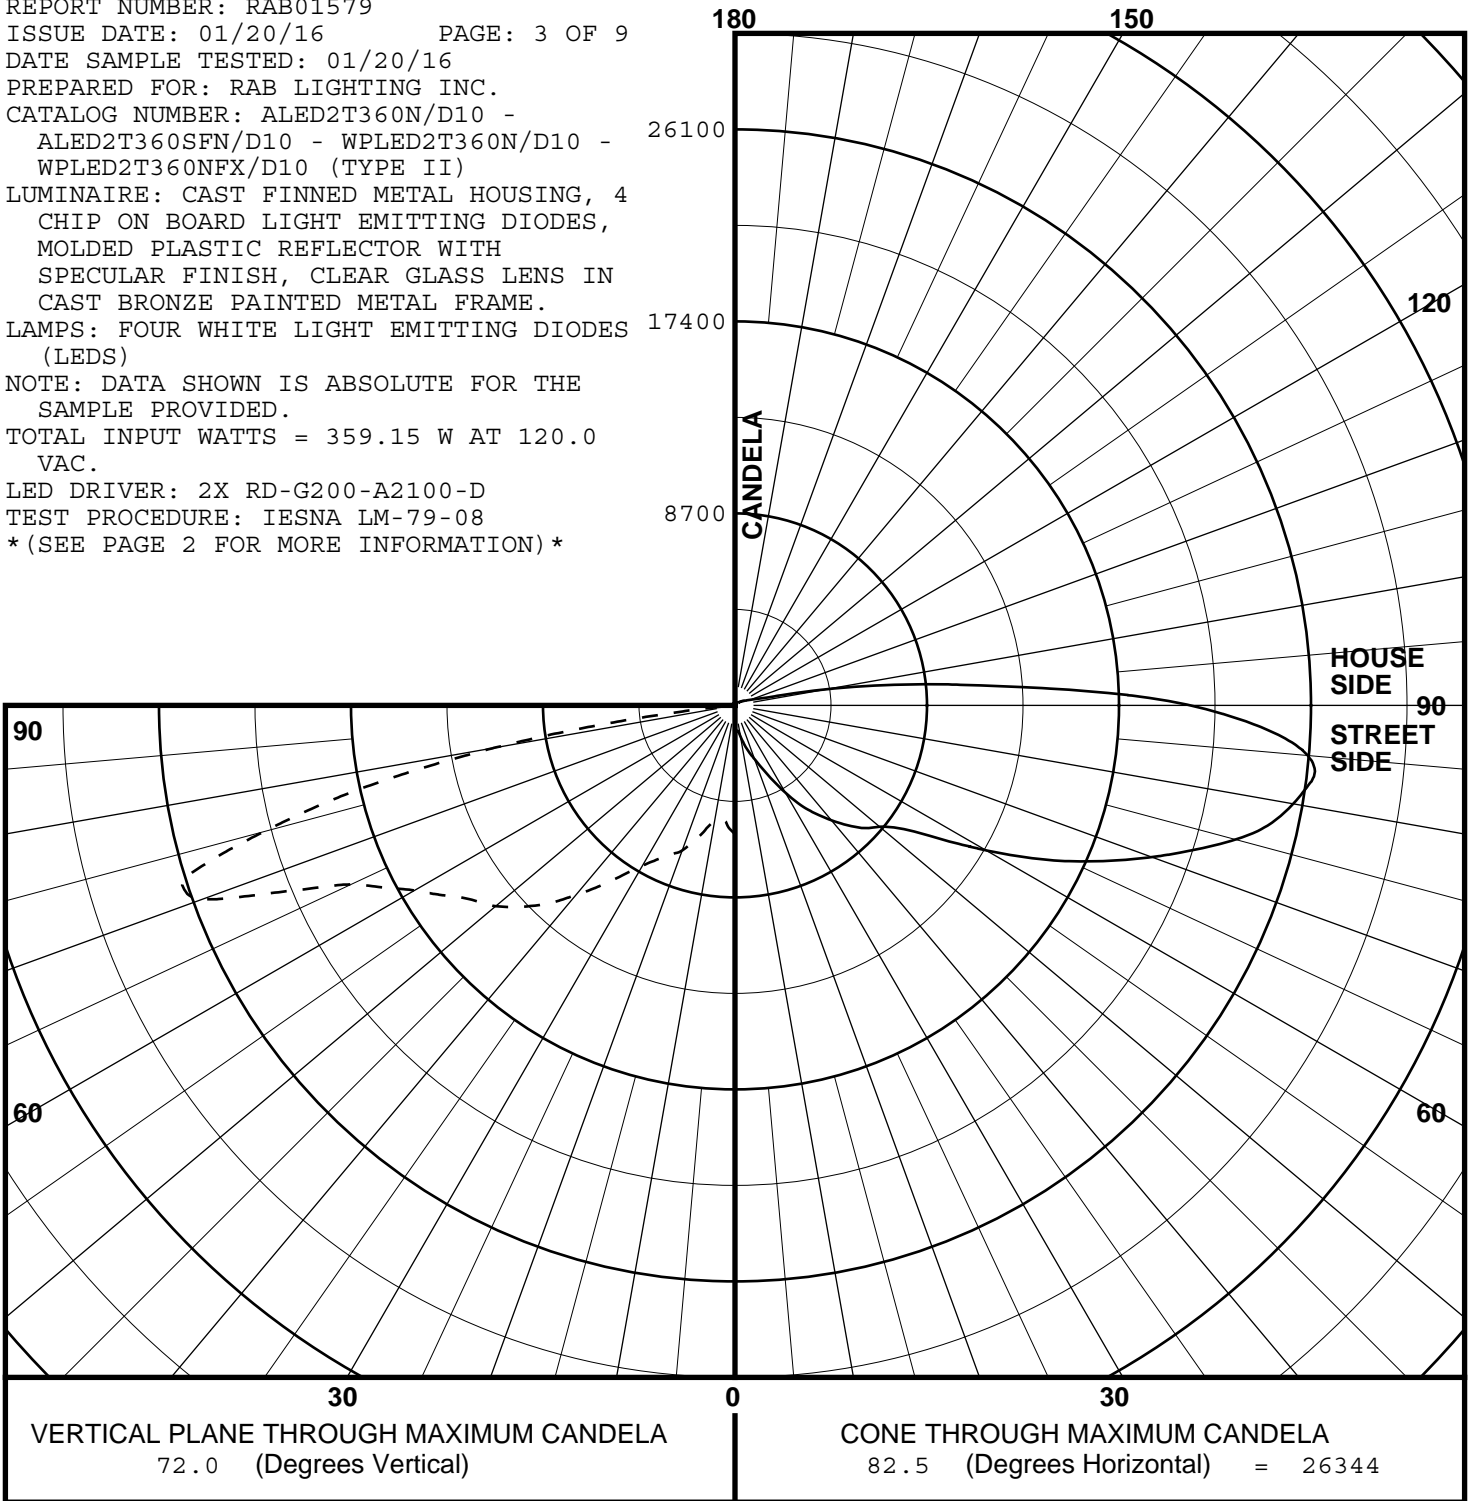 REPORT NUMBER: RAB01579
ISSUE DATE: 01/20/16 PAGE: 3 OF 9
DATE SAMPLE TESTED: 01/20/16
PREPARED FOR: RAB LIGHTING INC.
CATALOG NUMBER: ALED2T360N/D10 -
ALED2T360SFN/D10 - WPLED2T360N/D10 -
WPLED2T360NFX/D10 (TYPE II)
LUMINAIRE: CAST FINNED METAL HOUSING, 4
CHIP ON BOARD LIGHT EMITTING DIODES,
MOLDED PLASTIC REFLECTOR WITH
SPECULAR FINISH, CLEAR GLASS LENS IN
CAST BRONZE PAINTED METAL FRAME.
LAMPS: FOUR WHITE LIGHT EMITTING DIODES
(LEDS)
NOTE: DATA SHOWN IS ABSOLUTE FOR THE
SAMPLE PROVIDED.
TOTAL INPUT WATTS = 359.15 W AT 120.0
VAC.
LED DRIVER: 2X RD-G200-A2100-D
TEST PROCEDURE: IESNA LM-79-08
*(SEE PAGE 2 FOR MORE INFORMATION)*
180
150
26100
120
17400
CANDELA
8700
HOUSE
SIDE
90
90
STREET
SIDE
60
60
30
0
30
VERTICAL PLANE THROUGH MAXIMUM CANDELA
72.0 (Degrees Vertical)
CONE THROUGH MAXIMUM CANDELA
82.5 (Degrees Horizontal) = 26344